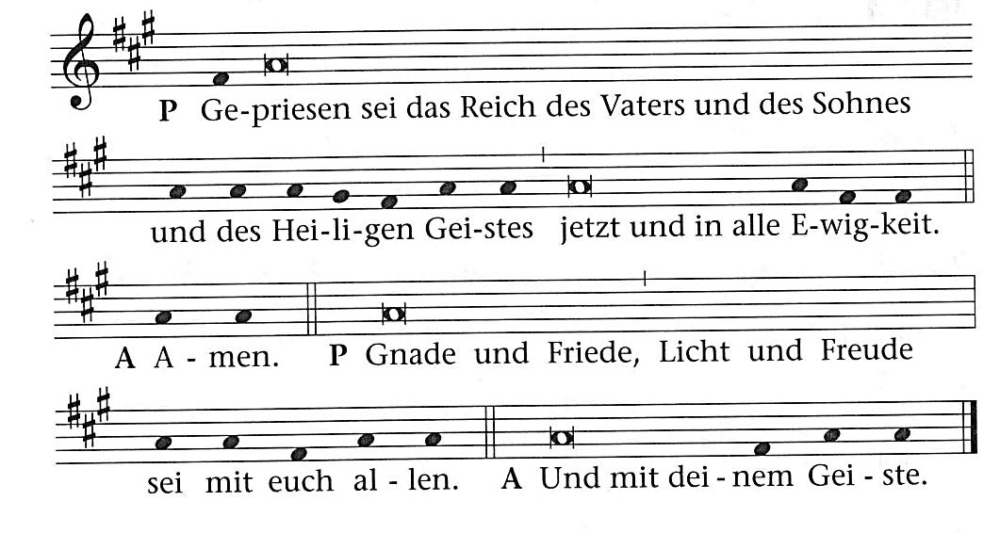 P Ge-priesen sei das Reich des Vaters und des Sohnes
und des Hei-li-gen Gei-stes jetzt und in alle E-wig-keit.
A A - men. P Gnade und Friede, Licht und Freude
sei mit euch al - len. A Und mit dei - nem Gei - ste.